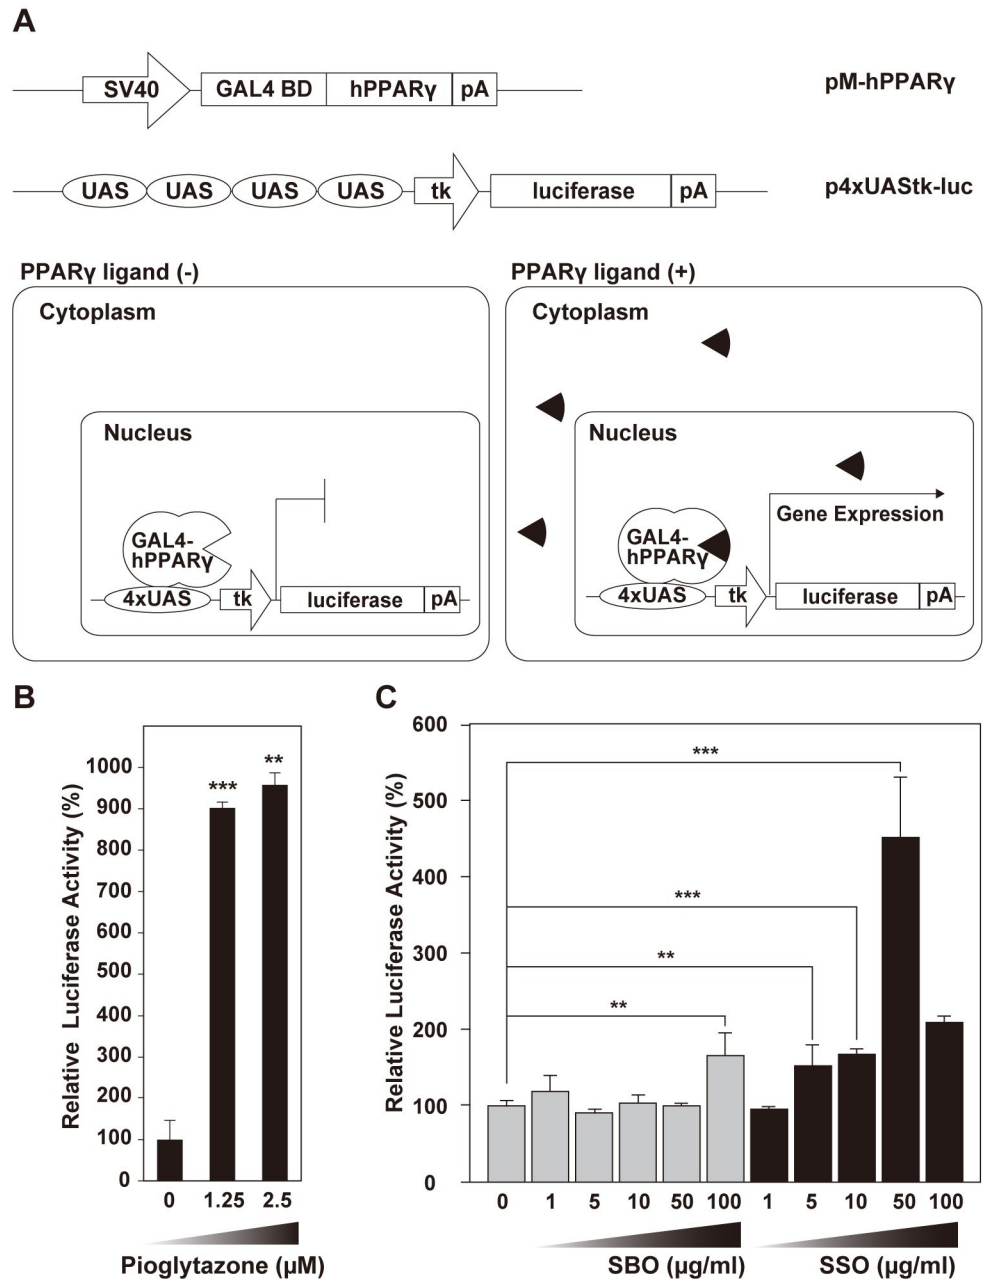 A
SV40 GAL4 BD hPPARγ pA pM-hPPARγ
UAS UAS UAS UAS tk luciferase pA p4xUAStk-luc
PPARγ ligand (-)
Cytoplasm
Nucleus
GAL4-
hPPARγ
4xUAS tk luciferase pA
PPARγ ligand (+)
Cytoplasm
Nucleus
Gene Expression
GAL4-
hPPARγ
4xUAS tk luciferase pA
B
Relative Luciferase Activity (%)
1000
900
800
700
600
500
400
300
200
100
0
*** **
0 1.25 2.5
Pioglytazone (μM)
C
Relative Luciferase Activity (%)
600
500
400
300
200
100
0
***
***
**
**
0 1 5 10 50 100 1 5 10 50 100
SBO (μg/ml) SSO (μg/ml)